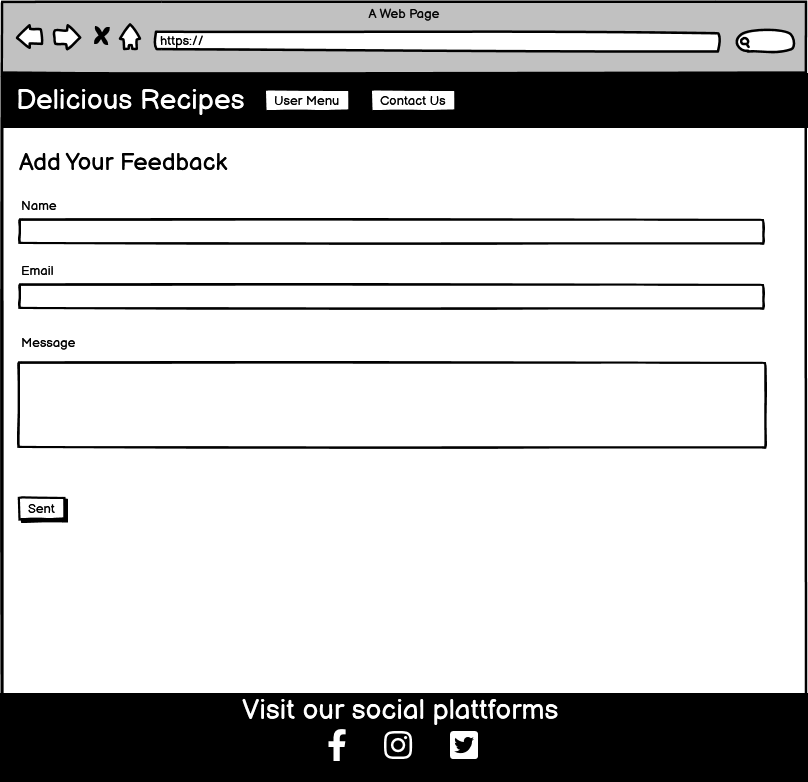 A Web Page
https://
Delicious Recipes User Menu Contact Us
Add Your Feedback
Name
Email
Message
Sent
Visit our social plattforms